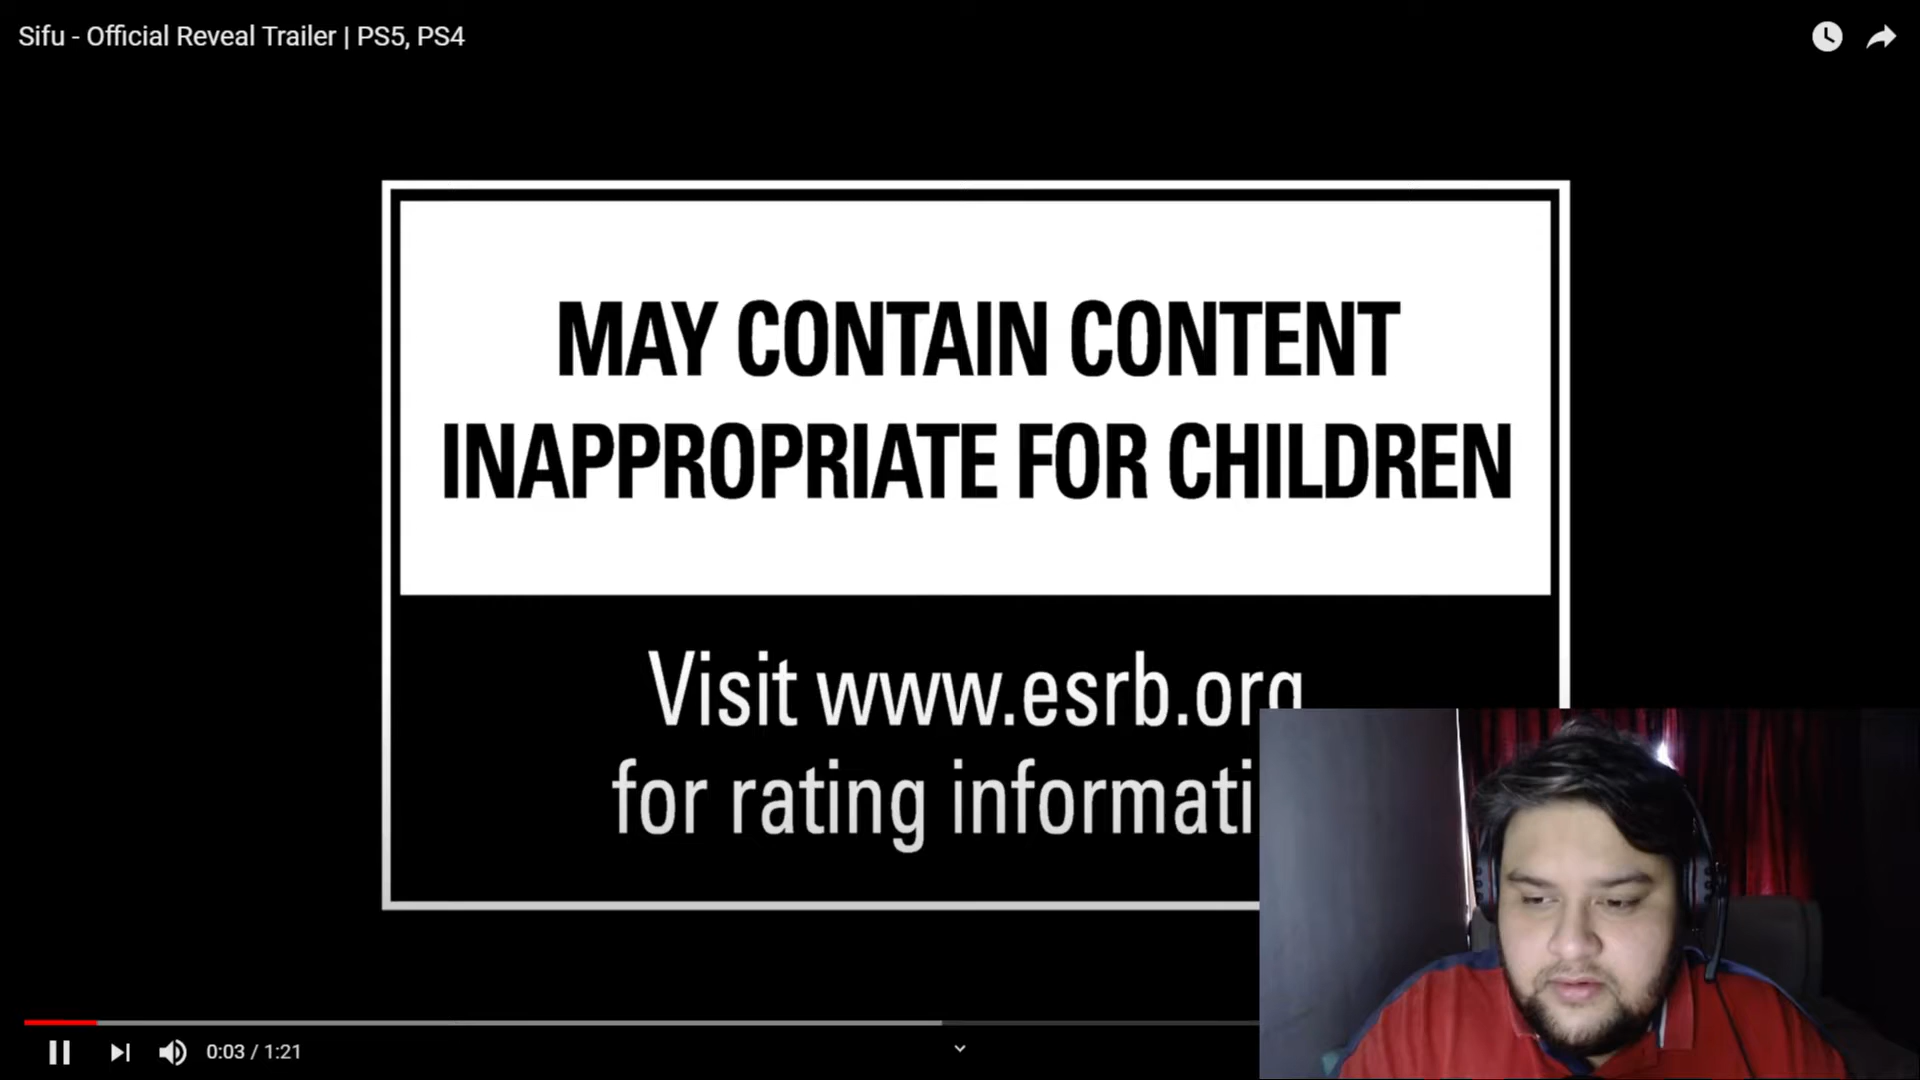 Sifu - Official Reveal Trailer | PS5, PS4
MAY CONTAIN CONTENT
INAPPROPRIATE FOR CHILDREN
Visit www.esrb.org
for rating informati
0:03 / 1:21